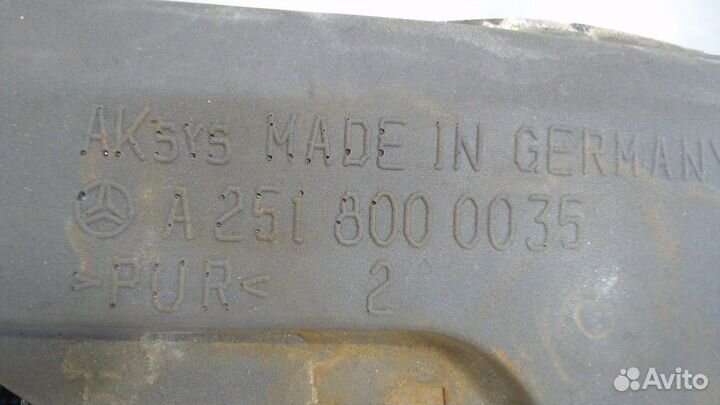 AKsys MADE IN GERMANY
A 251 800 0035
>PUR< 2
Avito